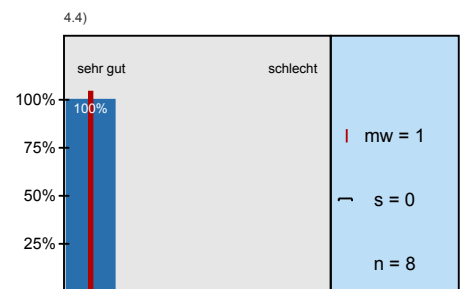 4.4)
sehr gut schlecht
100%
100%
75%
50%
25%
mw = 1
s = 0
n = 8